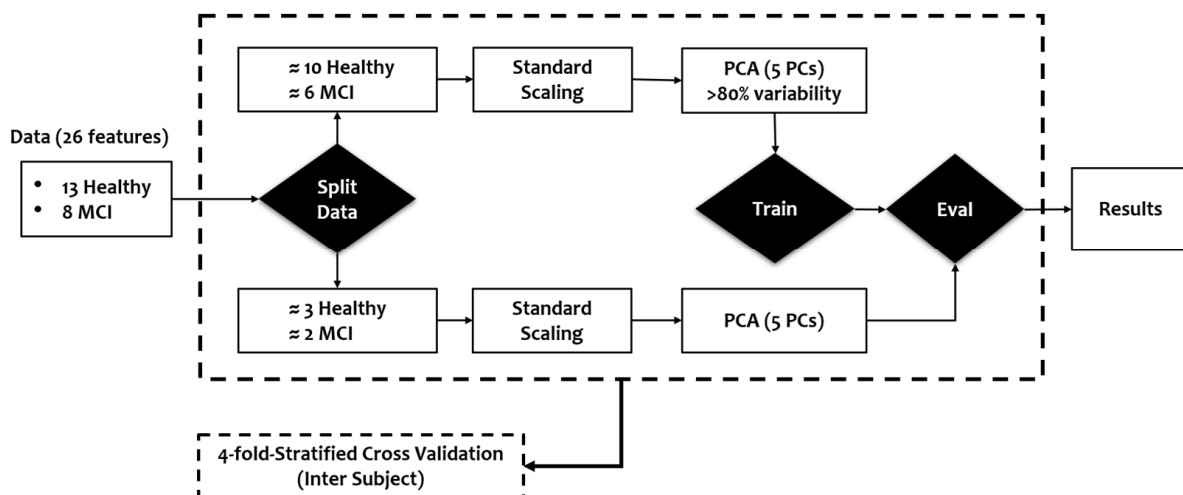 Data (26 features)
• 13 Healthy
• 8 MCI
Split
Data
≈ 10 Healthy
≈ 6 MCI
Standard
Scaling
PCA (5 PCs)
>80% variability
Train
Eval
Results
≈ 3 Healthy
≈ 2 MCI
Standard
Scaling
PCA (5 PCs)
4-fold-Stratified Cross Validation
(Inter Subject)